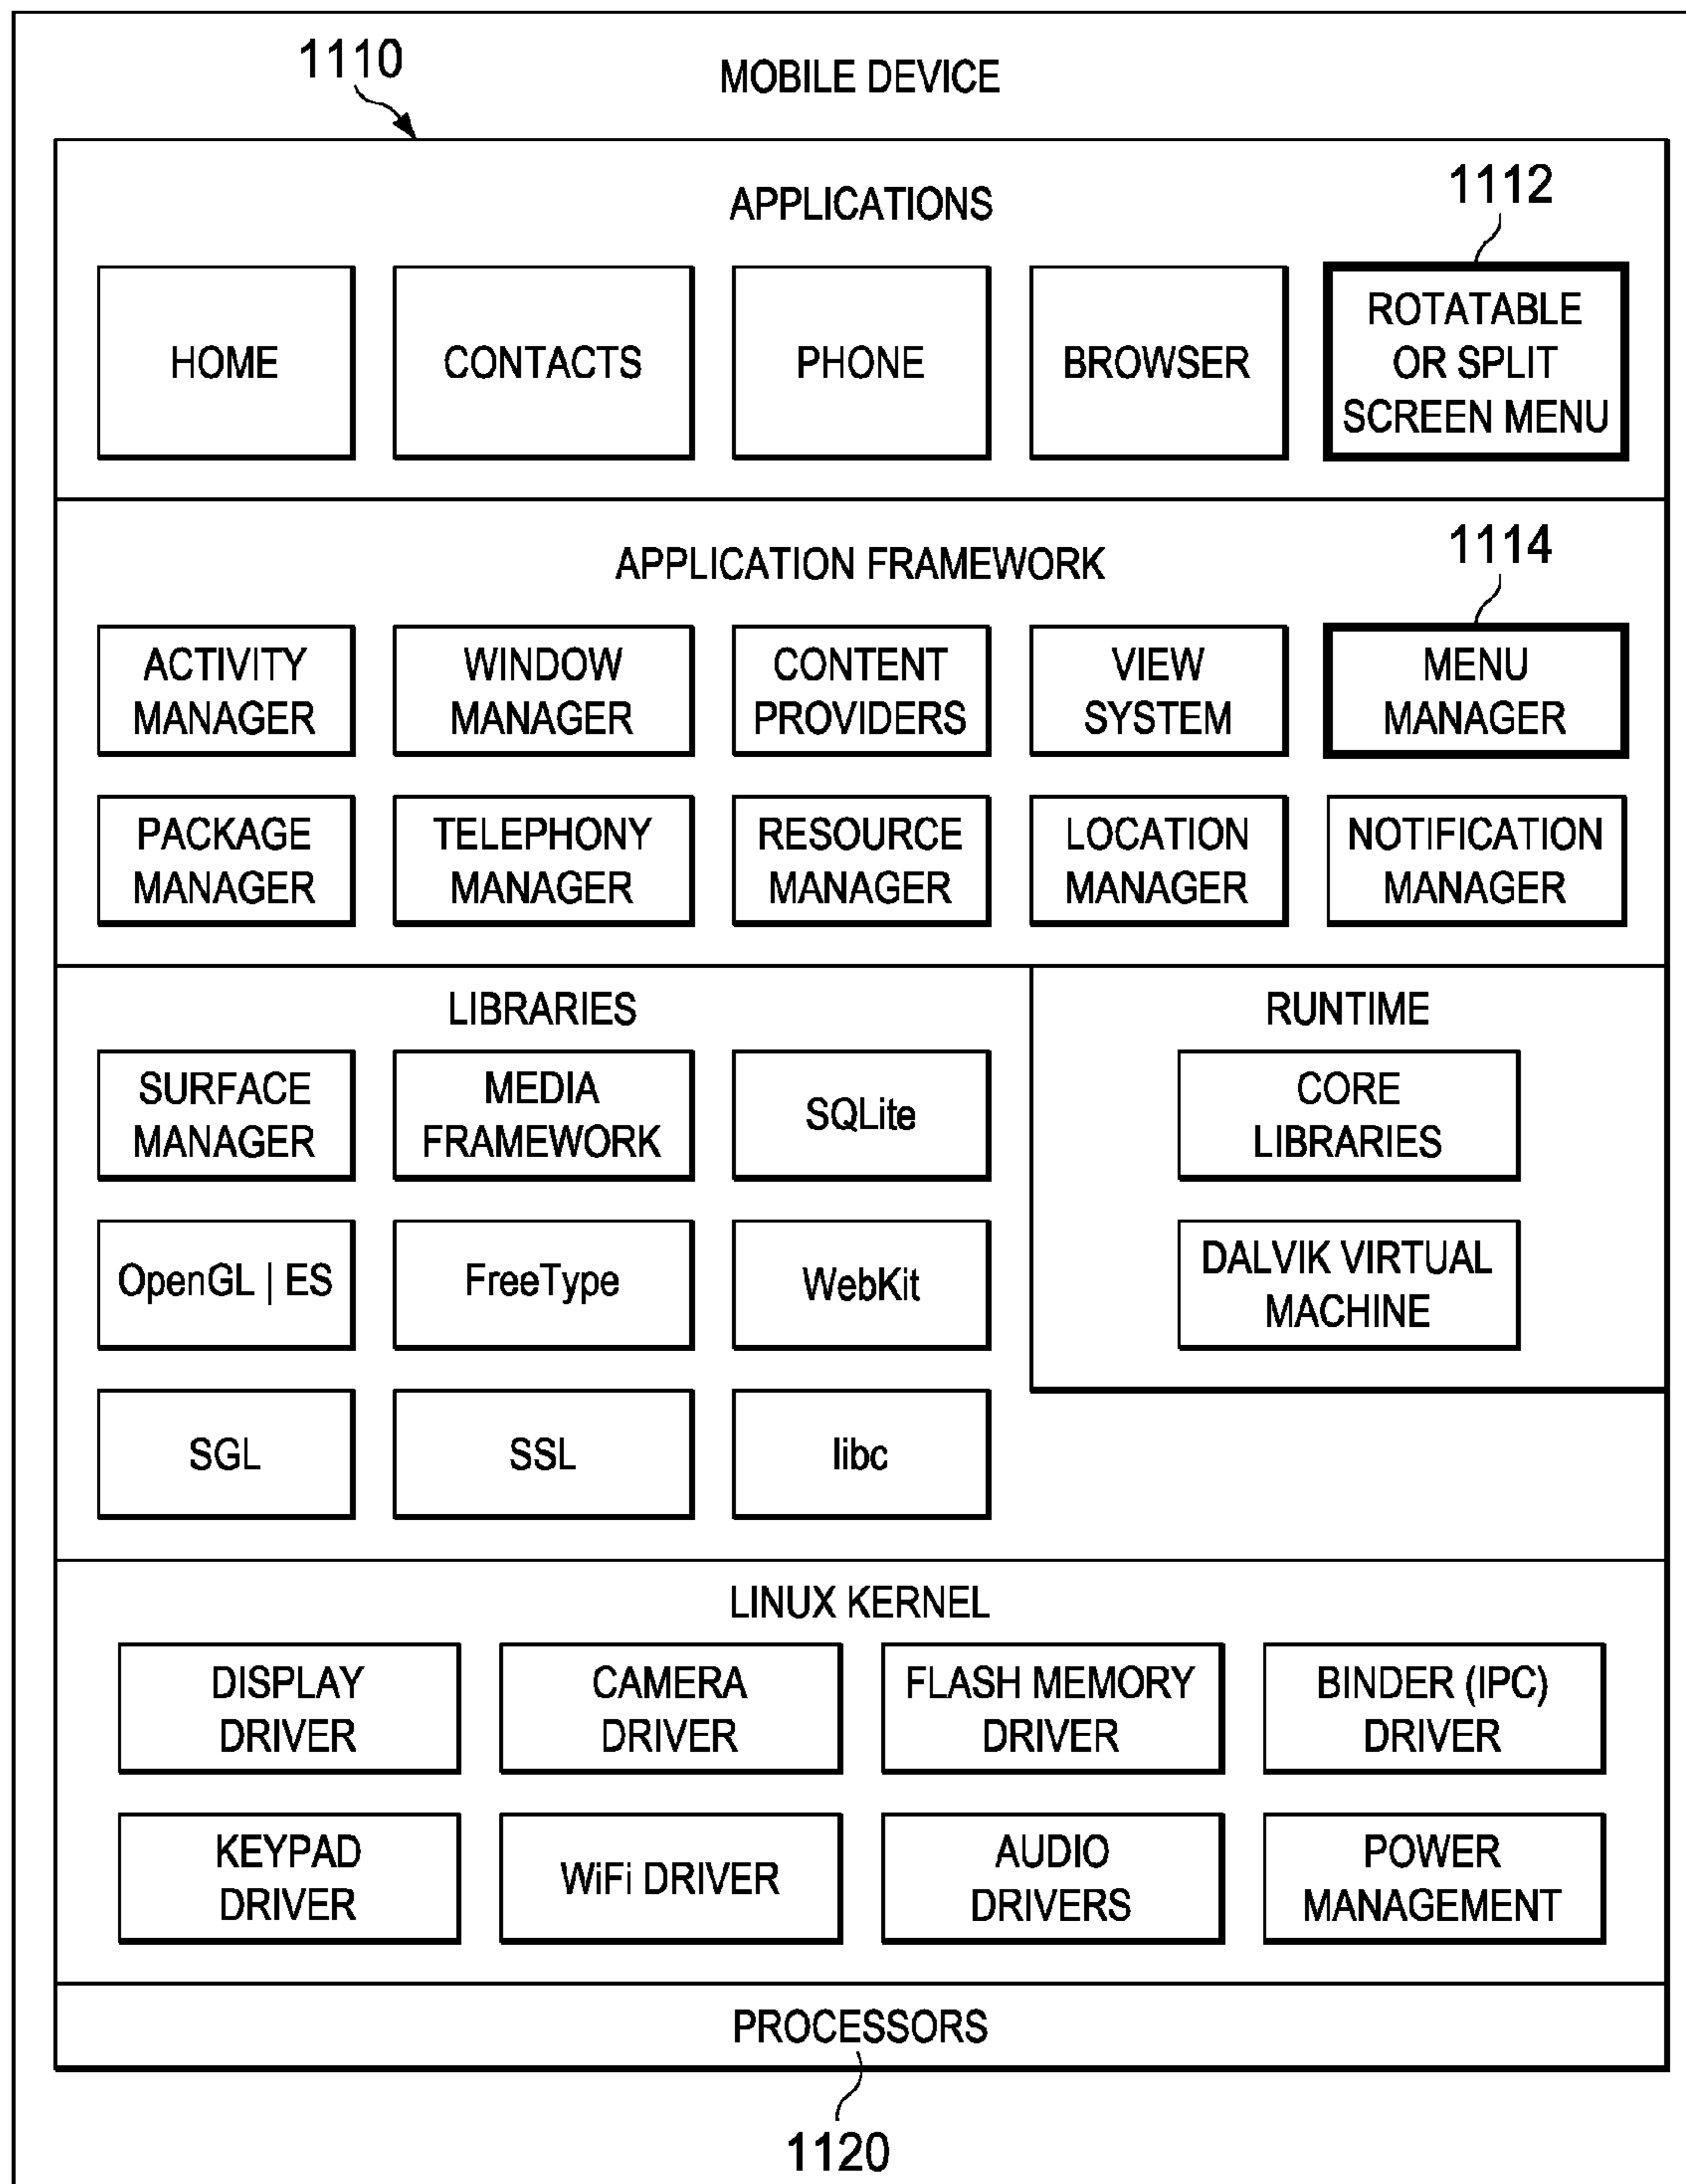 1110
MOBILE DEVICE
APPLICATIONS
1112
HOME
CONTACTS
PHONE
BROWSER
ROTATABLE
OR SPLIT
SCREEN MENU
APPLICATION FRAMEWORK
1114
ACTIVITY
MANAGER
WINDOW
MANAGER
CONTENT
PROVIDERS
VIEW
SYSTEM
MENU
MANAGER
PACKAGE
MANAGER
TELEPHONY
MANAGER
RESOURCE
MANAGER
LOCATION
MANAGER
NOTIFICATION
MANAGER
LIBRARIES
SURFACE
MANAGER
MEDIA
FRAMEWORK
SQLite
OpenGL | ES
FreeType
WebKit
SGL
SSL
libc
RUNTIME
CORE
LIBRARIES
DALVIK VIRTUAL
MACHINE
LINUX KERNEL
DISPLAY
DRIVER
CAMERA
DRIVER
FLASH MEMORY
DRIVER
BINDER (IPC)
DRIVER
KEYPAD
DRIVER
WiFi DRIVER
AUDIO
DRIVERS
POWER
MANAGEMENT
PROCESSORS
1120